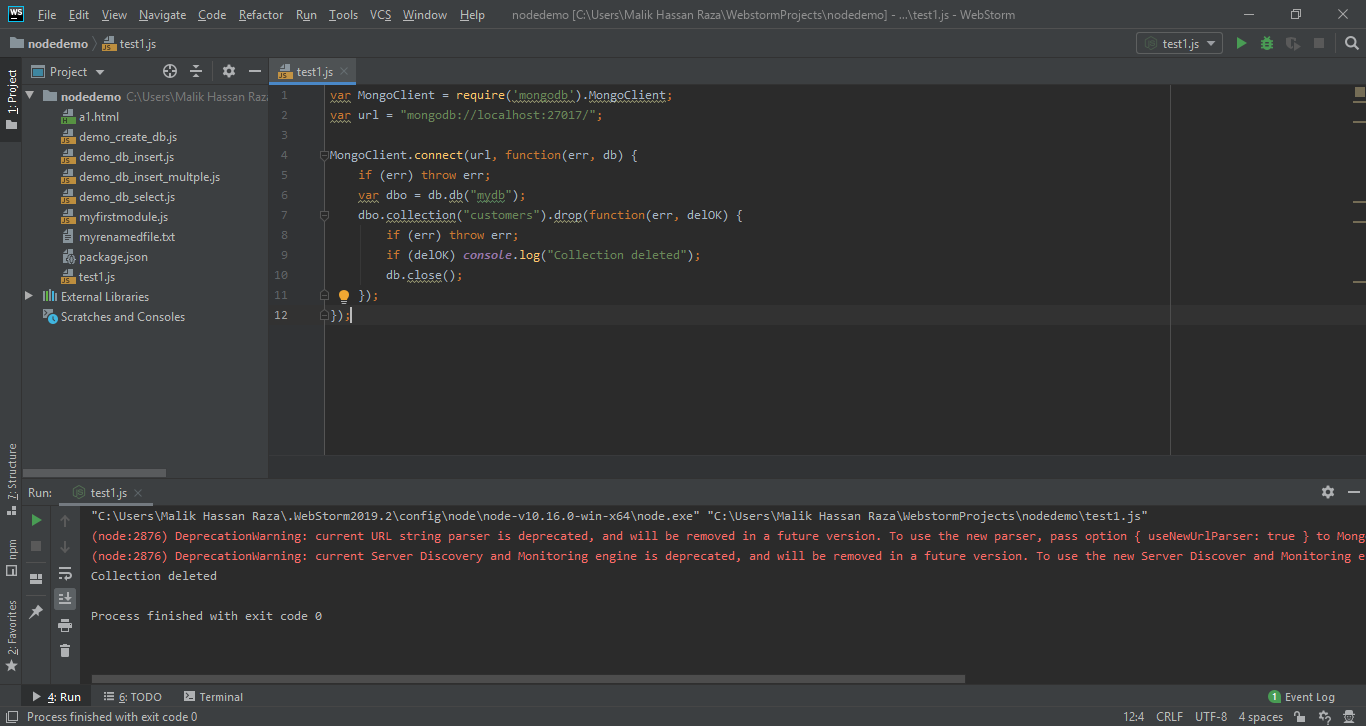 WS File Edit View Navigate Code Refactor Run Tools VCS Window Help nodedemo [C:\Users\Malik Hassan Raza\WebstormProjects\nodedemo] - ...\test1.js - WebStorm
nodedemo test1.js test1.js
1: Project
Project
test1.js
nodedemo C:\Users\Malik Hassan Raza
a1.html
demo_create_db.js
demo_db_insert.js
demo_db_insert_multple.js
demo_db_select.js
myfirstmodule.js
myrenamedfile.txt
package.json
test1.js
External Libraries
Scratches and Consoles
1 var MongoClient = require('mongodb').MongoClient;
2 var url = "mongodb://localhost:27017/";
3
4 MongoClient.connect(url, function(err, db) {
5 if (err) throw err;
6 var dbo = db.db("mydb");
7 dbo.collection("customers").drop(function(err, delOK) {
8 if (err) throw err;
9 if (delOK) console.log("Collection deleted");
10 db.close();
11 });
12 });
7: Structure
npm
2: Favorites
Run: test1.js
"C:\Users\Malik Hassan Raza\.WebStorm2019.2\config\node\node-v10.16.0-win-x64\node.exe" "C:\Users\Malik Hassan Raza\WebstormProjects\nodedemo\test1.js"
(node:2876) DeprecationWarning: current URL string parser is deprecated, and will be removed in a future version. To use the new parser, pass option { useNewUrlParser: true } to Mong
(node:2876) DeprecationWarning: current Server Discovery and Monitoring engine is deprecated, and will be removed in a future version. To use the new Server Discover and Monitoring e
Collection deleted
Process finished with exit code 0
4: Run 6: TODO Terminal 1 Event Log
Process finished with exit code 0 12:4 CRLF UTF-8 4 spaces